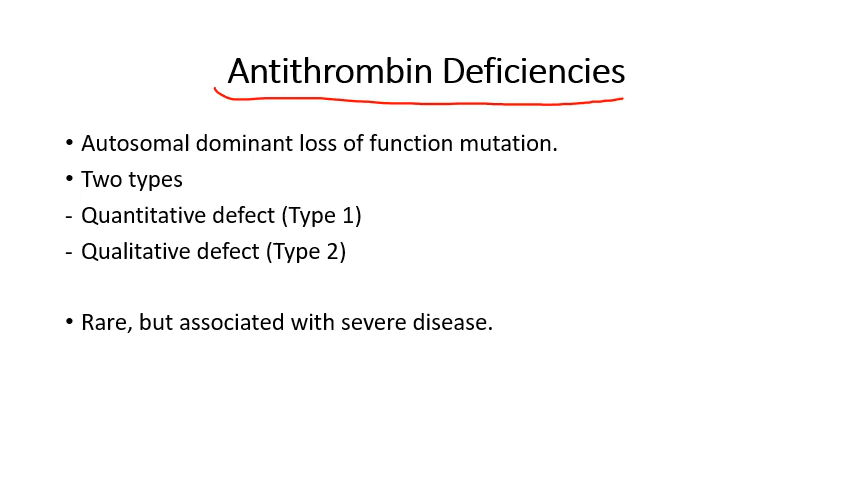 Antithrombin Deficiencies
• Autosomal dominant loss of function mutation.
• Two types
- Quantitative defect (Type 1)
- Qualitative defect (Type 2)
• Rare, but associated with severe disease.